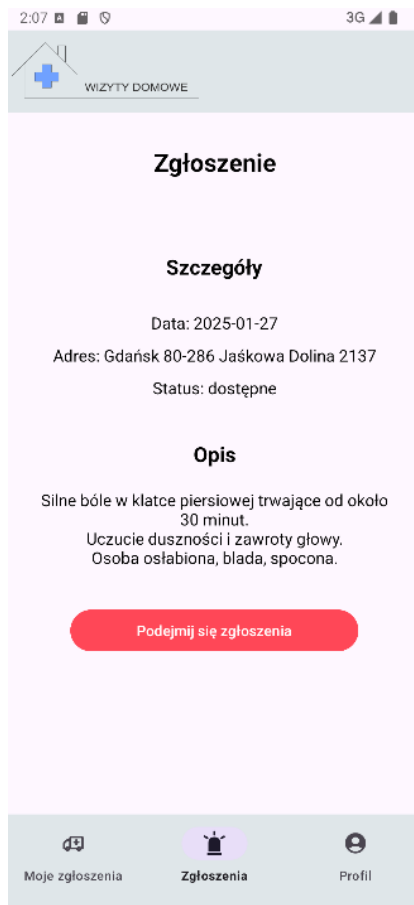 2:07
3G
WIZYTY DOMOWE
Zgłoszenie
Szczegóły
Data: 2025-01-27
Adres: Gdańsk 80-286 Jaśkowa Dolina 2137
Status: dostępne
Opis
Silne bóle w klatce piersiowej trwające od około
30 minut.
Uczucie duszności i zawroty głowy.
Osoba osłabiona, blada, spocona.
Podejmij się zgłoszenia
Moje zgłoszenia
Zgłoszenia
Profil